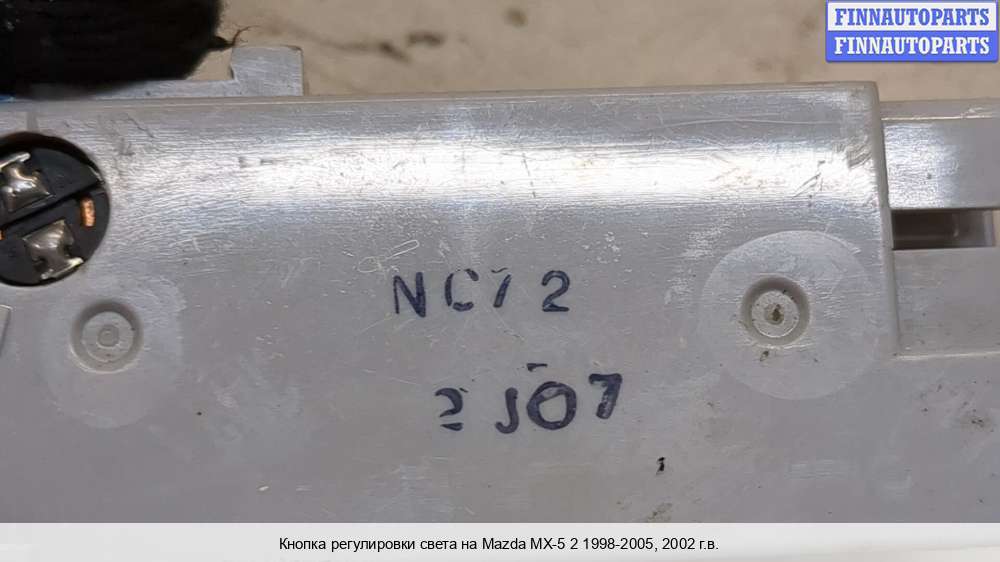 FINNAUTOPARTS
FINNAUTOPARTS
NC72
2J07
Кнопка регулировки света на Mazda MX-5 2 1998-2005, 2002 г.в.